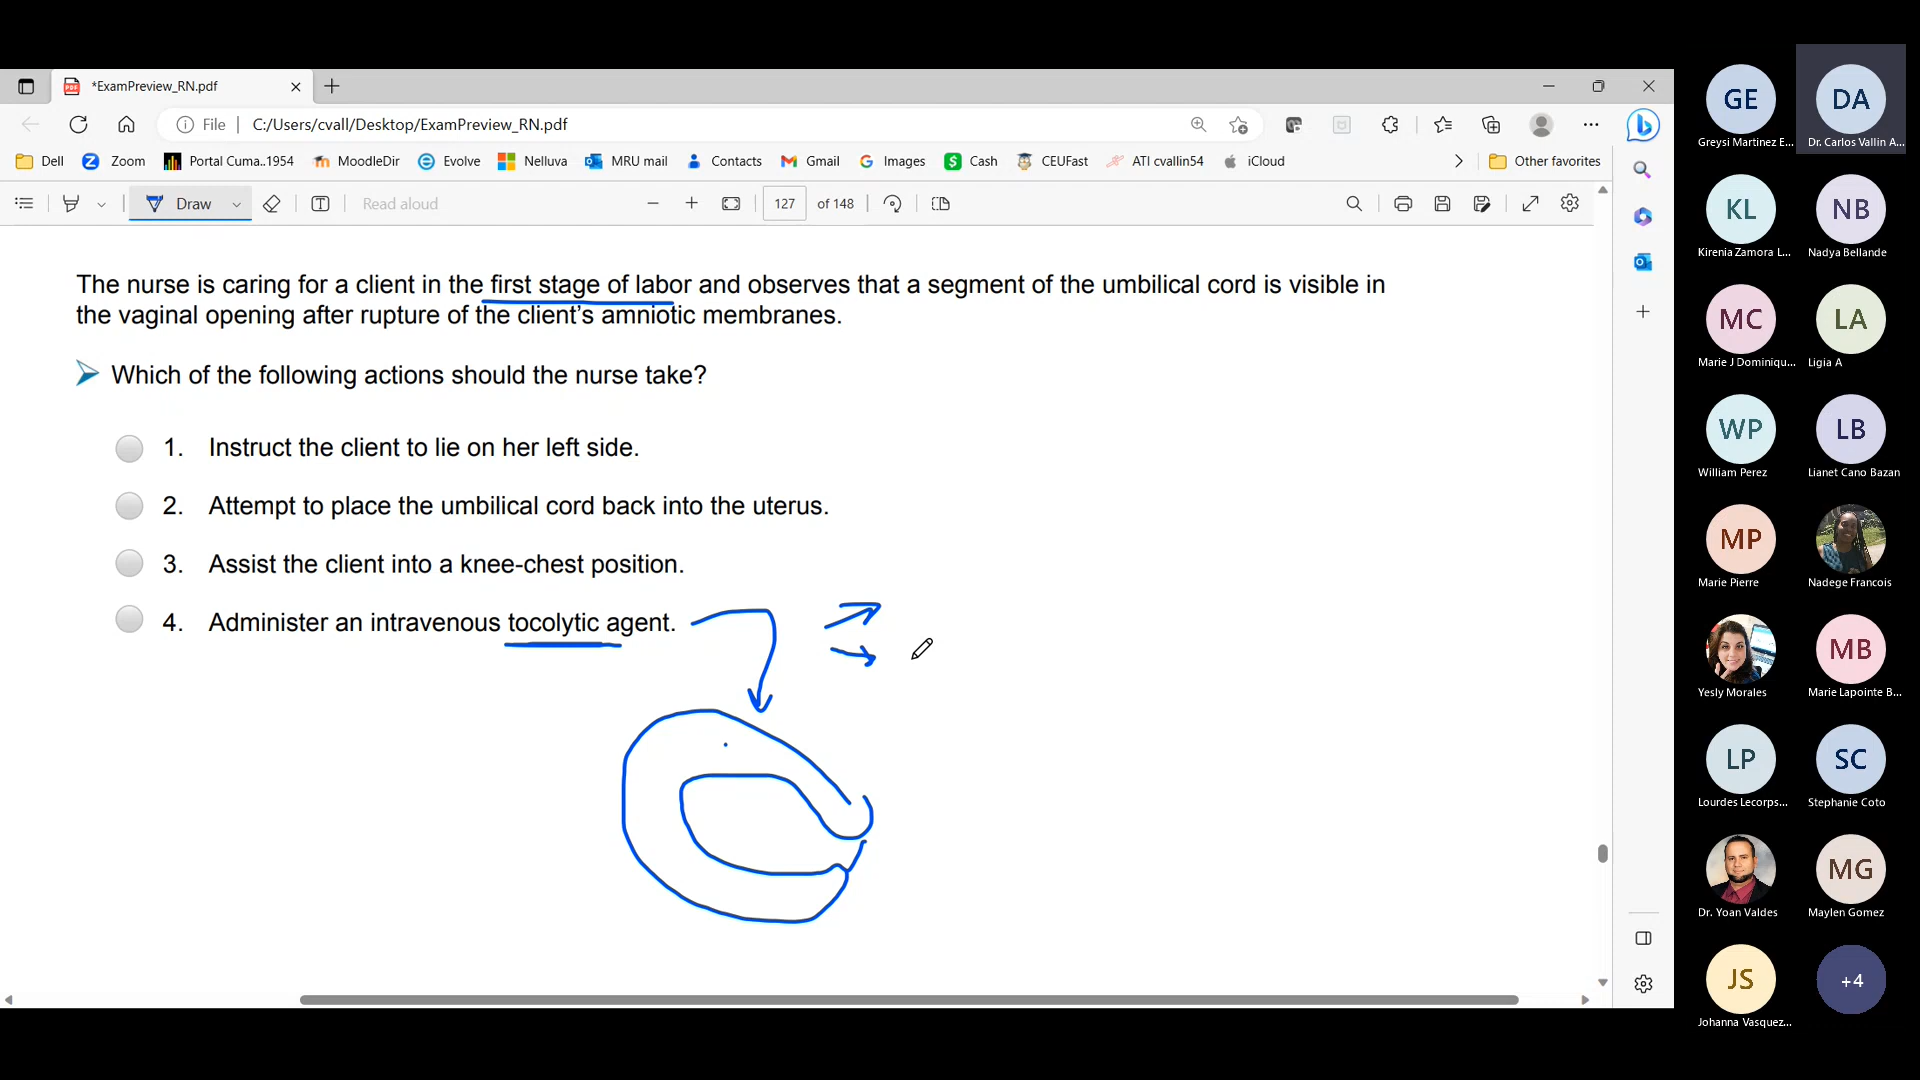 *ExamPreview_RN.pdf
File
C:/Users/cvall/Desktop/ExamPreview_RN.pdf
Dell
Zoom
Portal Cuma..1954
MoodleDir
Evolve
Nelluva
MRU mail
Contacts
Gmail
Images
Cash
CEUFast
ATI cvallin54
iCloud
Other favorites
Draw
Read aloud
127
of 148
The nurse is caring for a client in the first stage of labor and observes that a segment of the umbilical cord is visible in
the vaginal opening after rupture of the client’s amniotic membranes.
Which of the following actions should the nurse take?
1. Instruct the client to lie on her left side.
2. Attempt to place the umbilical cord back into the uterus.
3. Assist the client into a knee-chest position.
4. Administer an intravenous tocolytic agent.
GE
Greysi Martinez E...
DA
Dr. Carlos Vallin A...
KL
Kirenia Zamora L...
NB
Nadya Bellande
MC
Marie J Dominiqu...
LA
Ligia A
WP
William Perez
LB
Lianet Cano Bazan
MP
Marie Pierre
Nadege Francois
Yesly Morales
MB
Marie Lapointe B...
LP
Lourdes Lecorps...
SC
Stephanie Coto
Dr. Yoan Valdes
MG
Maylen Gomez
JS
Johanna Vasquez...
+4